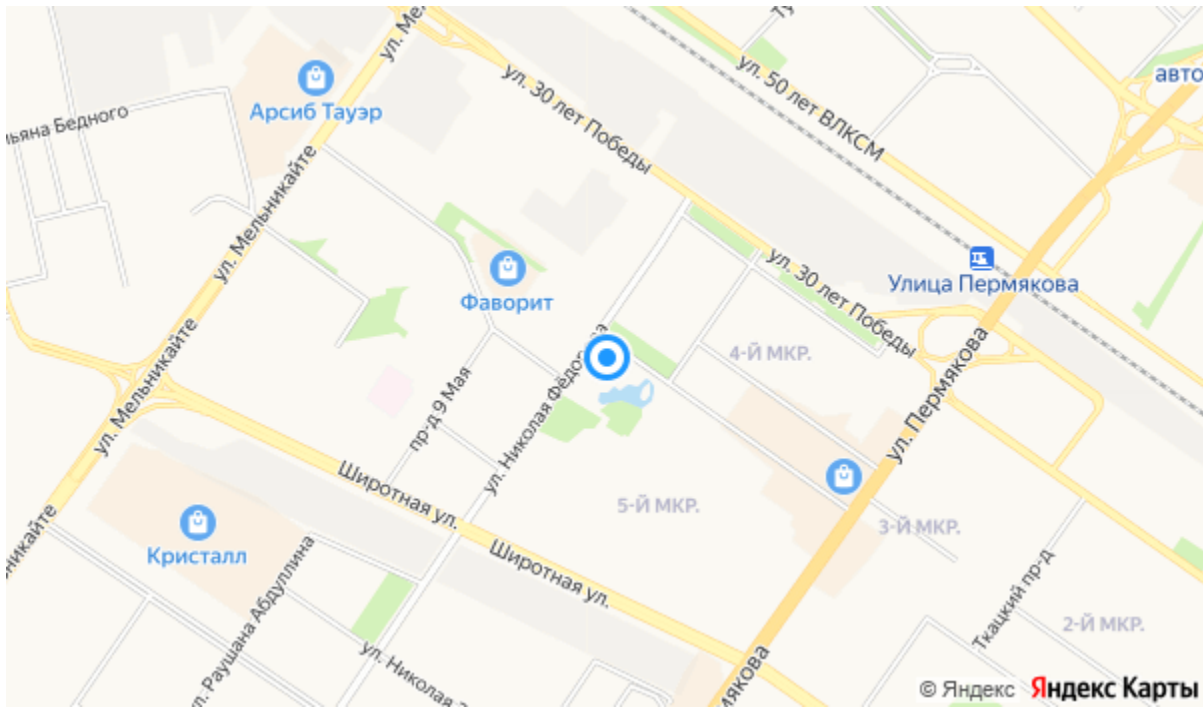 ул. Ме
ул. 50 лет ВЛКСМ
авто
ул. 30 лет Победы
Арсиб Тауэр
ьяна Бедного
ул. Мельникайте
ул. 30 лет Победы
Улица Пермякова
Фаворит
4-Й МКР.
ул. Мельникайте
пр-д 9 Мая
ул. Николая Фёдорова
ул. Пермякова
Широтная ул.
5-Й МКР.
3-Й МКР.
Кристалл
никайте
Широтная ул.
Ткацкий пр-д
2-Й МКР.
л. Раушана Абдуллина
ул. Николая
мякова
© Яндекс Яндекс Карты